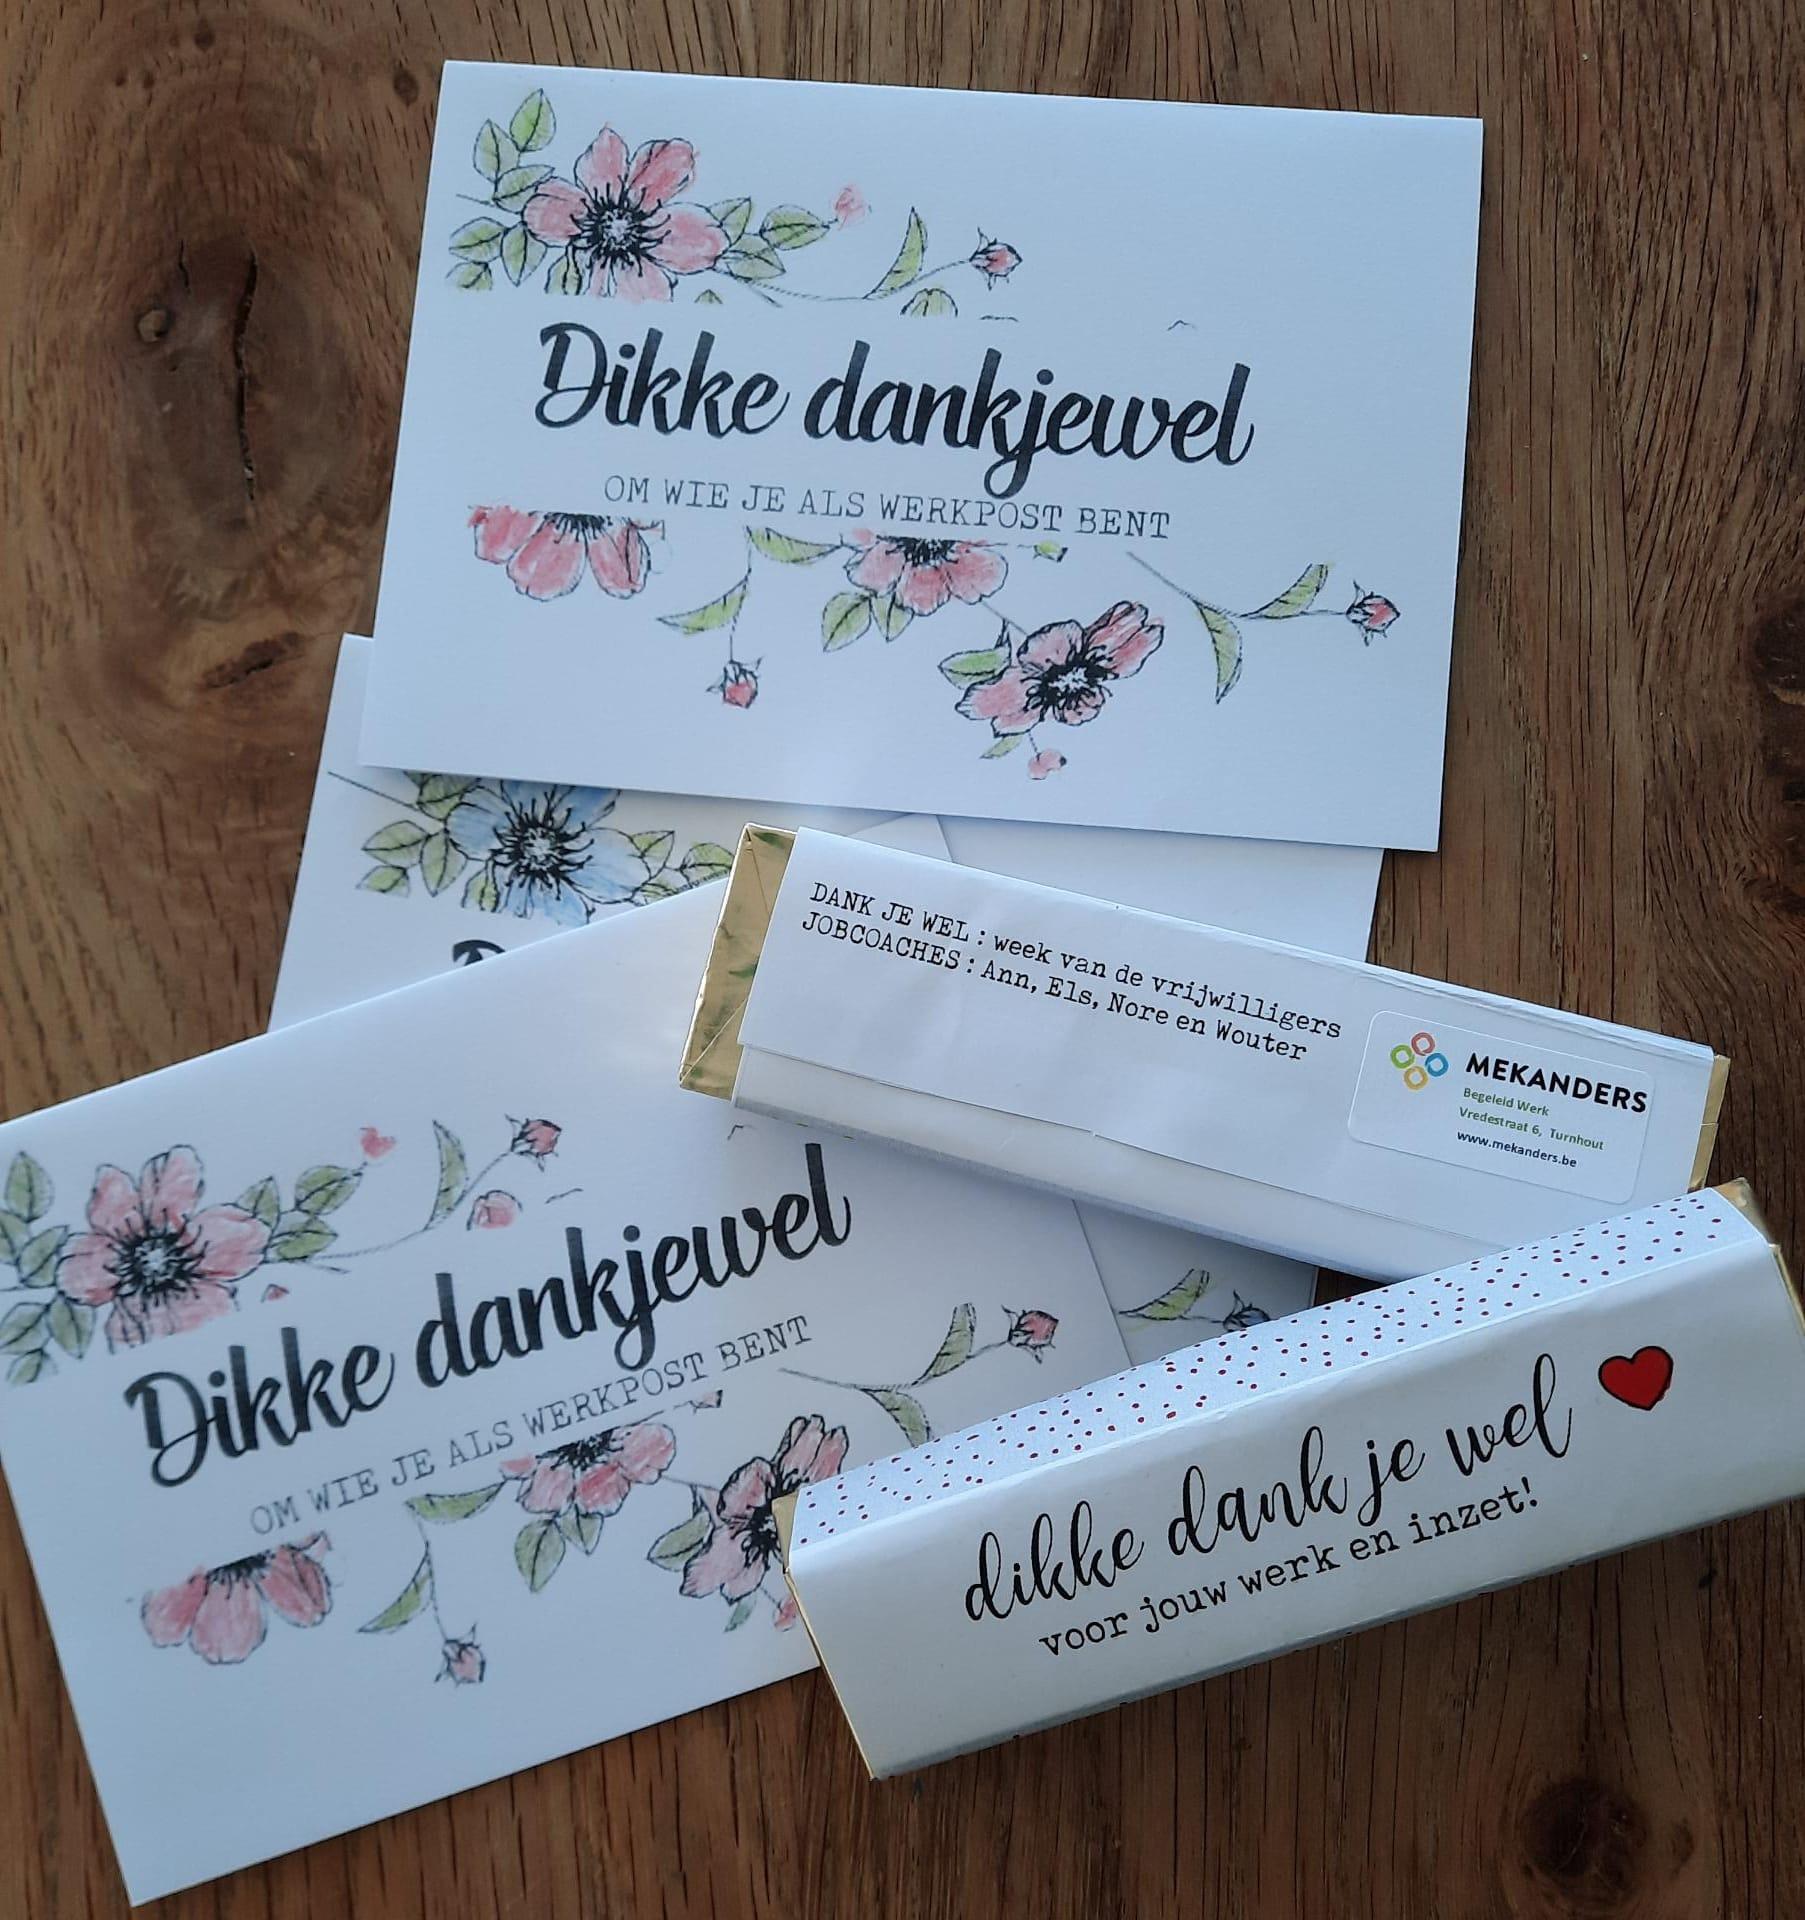 Dikke dankjewel
OM WIE JE ALS WERKPOST BENT
DANK JE WEL : week van de vrijwilligers
JOBCOACHES : Ann, Els, Nore en Wouter
MEKANDERS
Begeleid Werk
Vredestraat 6, Turnhout
www.mekanders.be
Dikke dankjewel
OM WIE JE ALS WERKPOST BENT
dikke dank je wel
voor jouw werk en inzet!